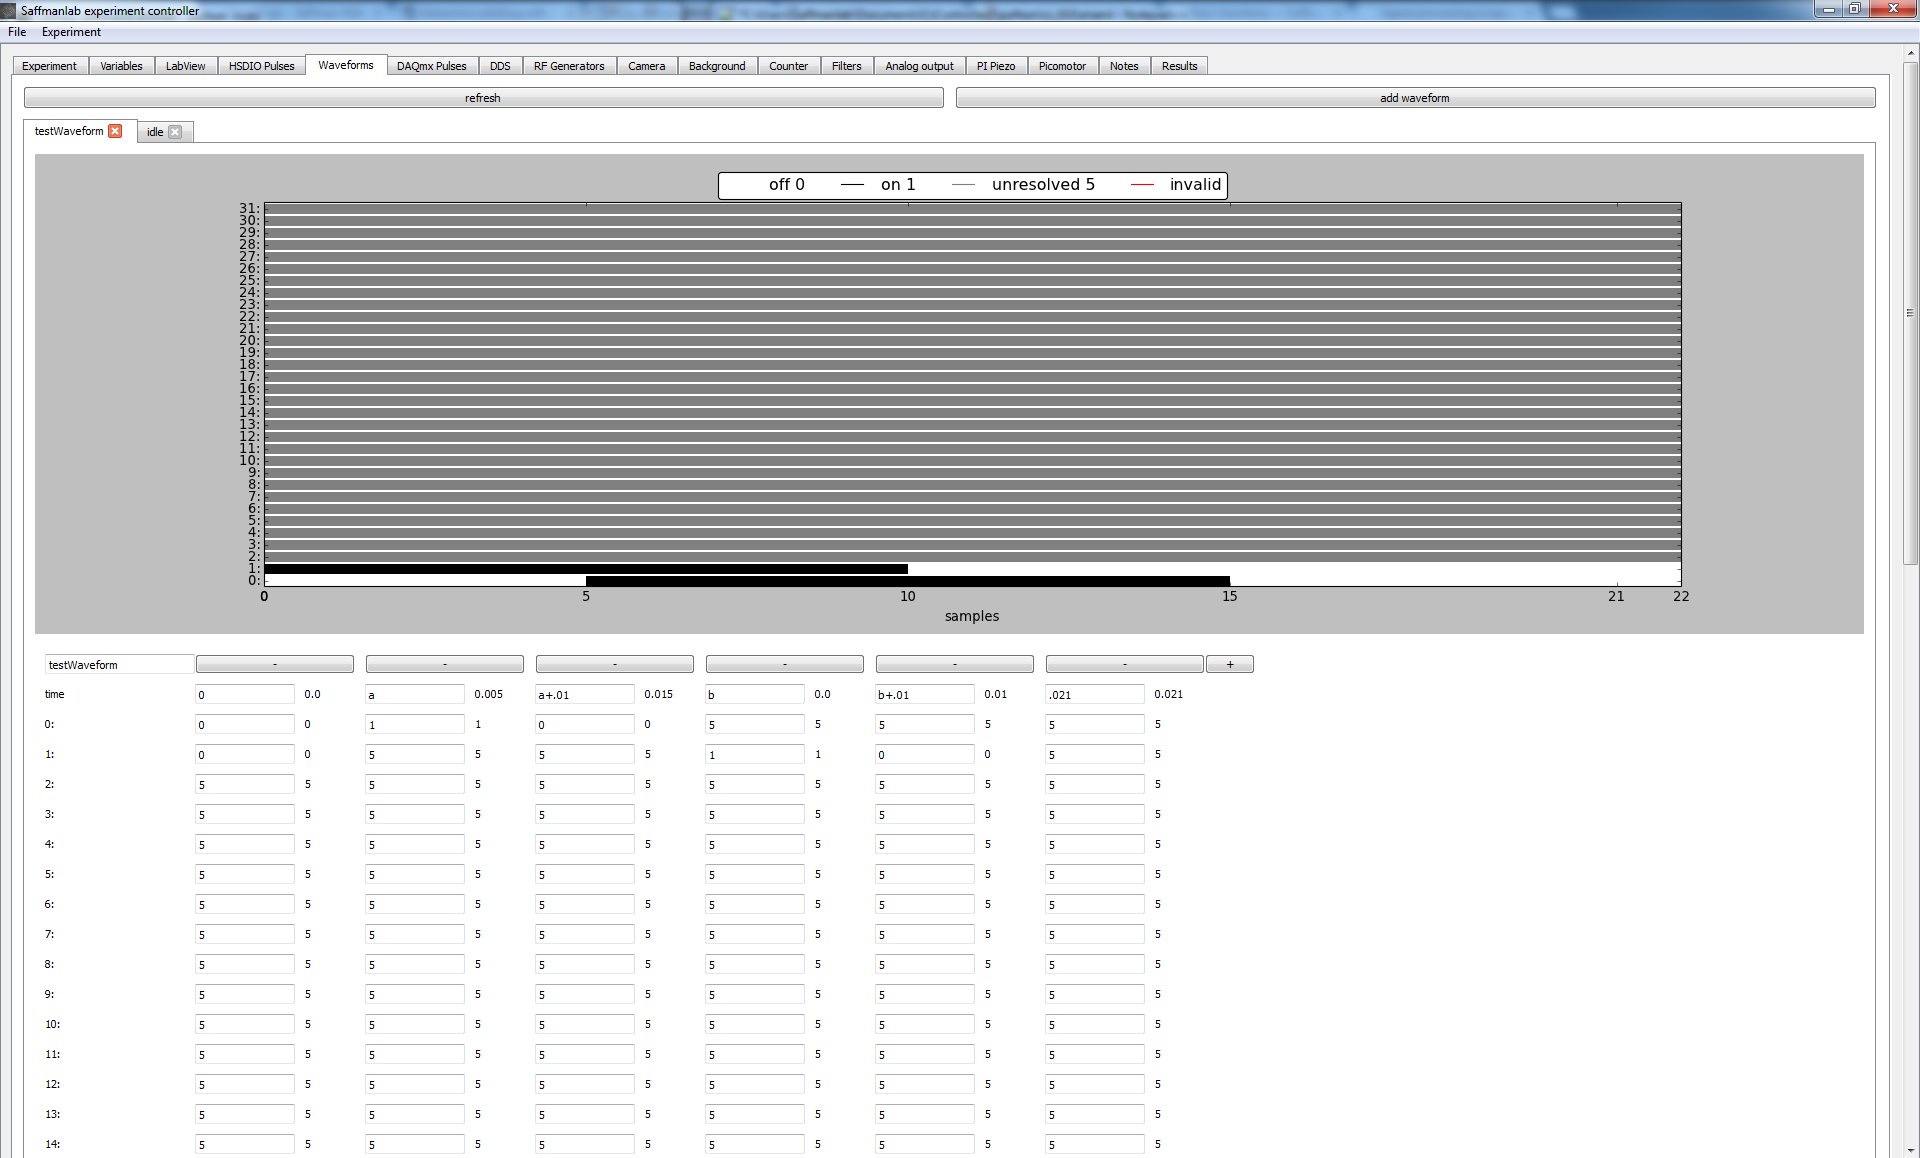 Saffmanlab experiment controller
File Experiment
Experiment Variables LabView HSDIO Pulses Waveforms DAQmx Pulses DDS RF Generators Camera Background Counter Filters Analog output PI Piezo Picomotor Notes Results
refresh add waveform
testWaveform idle
off 0 on 1 unresolved 5 invalid
31:
30:
29:
28:
27:
26:
25:
24:
23:
22:
21:
20:
19:
18:
17:
16:
15:
14:
13:
12:
11:
10:
9:
8:
7:
6:
5:
4:
3:
2:
1:
0:
0 5 10 15 21 22
samples
testWaveform - - - - - - +
time 0 0.0 a 0.005 a+.01 0.015 b 0.0 b+.01 0.01 .021 0.021
0: 0 0 1 1 0 0 5 5 5 5 5 5
1: 0 0 5 5 5 5 1 1 0 0 5 5
2: 5 5 5 5 5 5 5 5 5 5 5 5
3: 5 5 5 5 5 5 5 5 5 5 5 5
4: 5 5 5 5 5 5 5 5 5 5 5 5
5: 5 5 5 5 5 5 5 5 5 5 5 5
6: 5 5 5 5 5 5 5 5 5 5 5 5
7: 5 5 5 5 5 5 5 5 5 5 5 5
8: 5 5 5 5 5 5 5 5 5 5 5 5
9: 5 5 5 5 5 5 5 5 5 5 5 5
10: 5 5 5 5 5 5 5 5 5 5 5 5
11: 5 5 5 5 5 5 5 5 5 5 5 5
12: 5 5 5 5 5 5 5 5 5 5 5 5
13: 5 5 5 5 5 5 5 5 5 5 5 5
14: 5 5 5 5 5 5 5 5 5 5 5 5